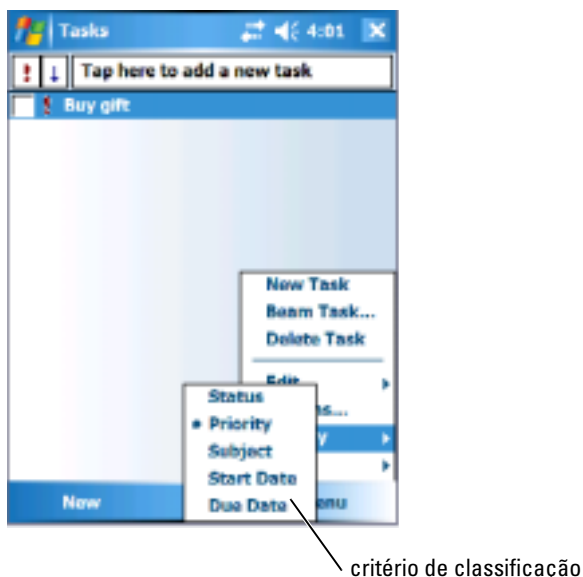 Tasks 4:01
Tap here to add a new task
Buy gift
New Task
Beam Task...
Delete Task
Edit
Status
Priority
Subject
Start Date
Due Date
New
critério de classificação